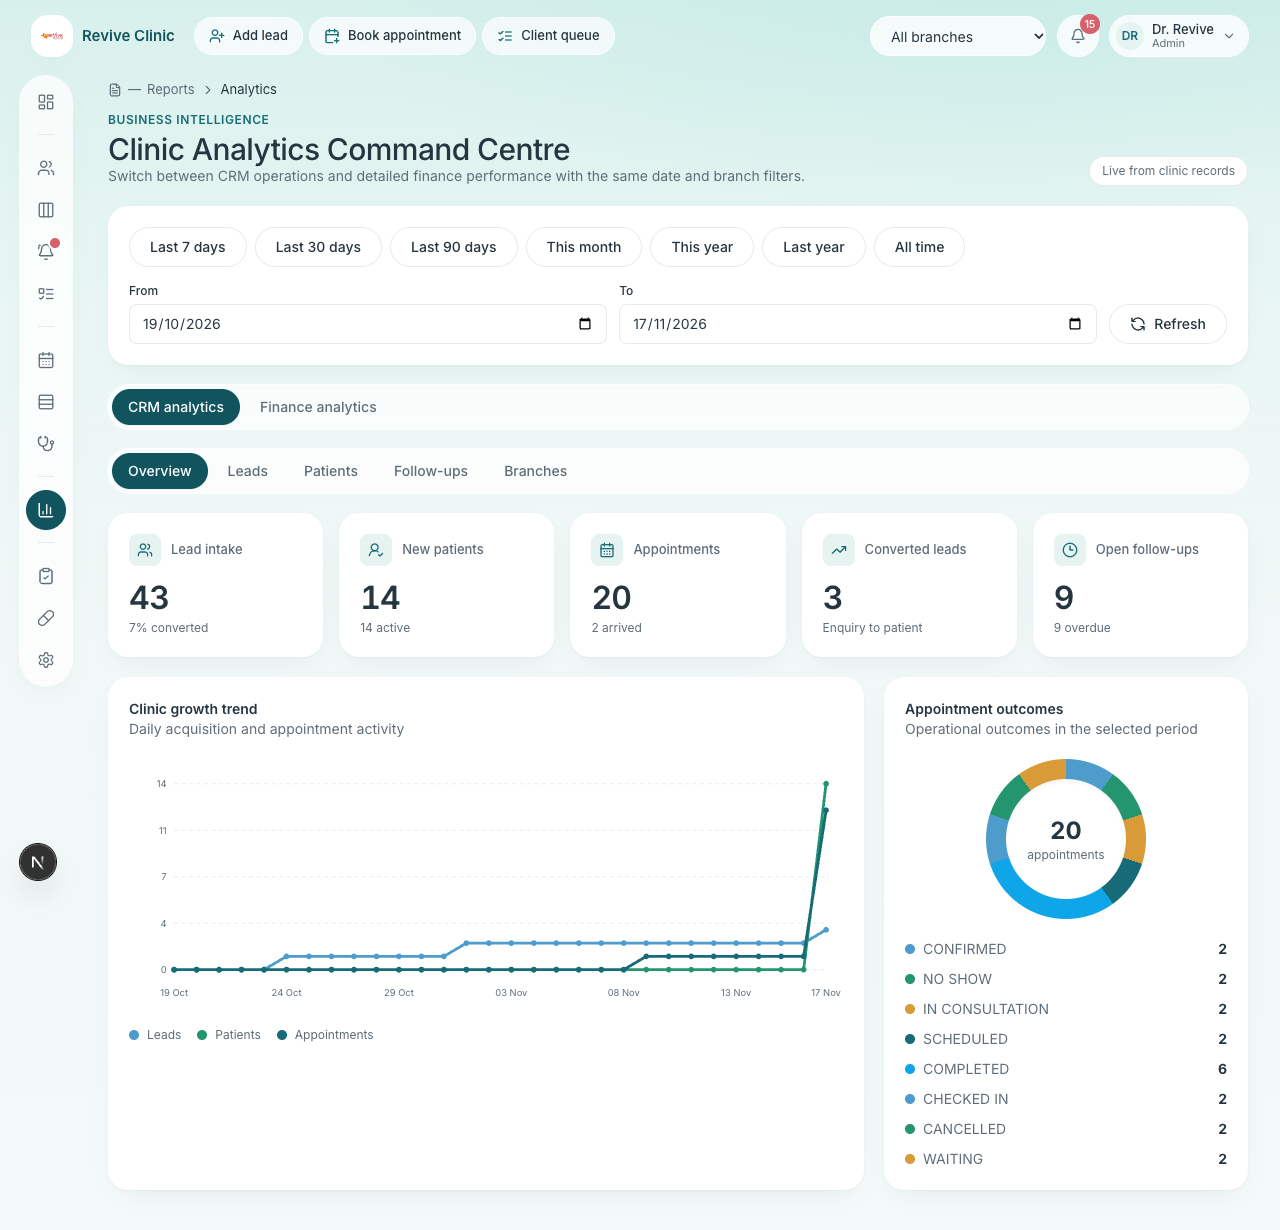 Revive Clinic
Add lead
Book appointment
Client queue
All branches
15
DR
Dr. Revive
Admin
— Reports > Analytics
BUSINESS INTELLIGENCE
Clinic Analytics Command Centre
Switch between CRM operations and detailed finance performance with the same date and branch filters.
Live from clinic records
Last 7 days
Last 30 days
Last 90 days
This month
This year
Last year
All time
From
To
19/10/2026
17/11/2026
Refresh
CRM analytics
Finance analytics
Overview
Leads
Patients
Follow-ups
Branches
Lead intake
43
7% converted
New patients
14
14 active
Appointments
20
2 arrived
Converted leads
3
Enquiry to patient
Open follow-ups
9
9 overdue
Clinic growth trend
Daily acquisition and appointment activity
14
11
7
4
0
19 Oct
24 Oct
29 Oct
03 Nov
08 Nov
13 Nov
17 Nov
Leads
Patients
Appointments
Appointment outcomes
Operational outcomes in the selected period
20
appointments
CONFIRMED 2
NO SHOW 2
IN CONSULTATION 2
SCHEDULED 2
COMPLETED 6
CHECKED IN 2
CANCELLED 2
WAITING 2
N